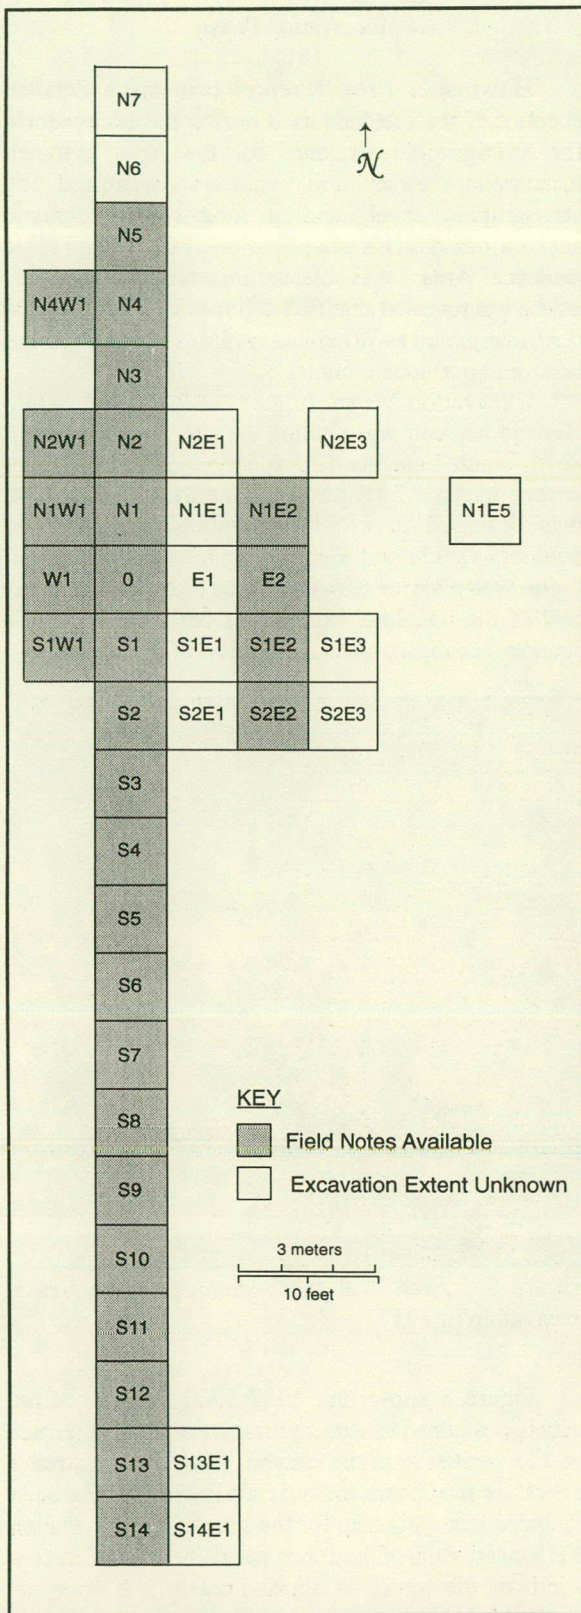 N7
N
N6
N5
N4W1 N4
N3
N2W1 N2 N2E1 N2E3
N1W1 N1 N1E1 N1E2 N1E5
W1 0 E1 E2
S1W1 S1 S1E1 S1E2 S1E3
S2 S2E1 S2E2 S2E3
S3
S4
S5
S6
S7
S8
S9
S10
S11
S12
S13 S13E1
S14 S14E1
KEY
Field Notes Available
Excavation Extent Unknown
3 meters
10 feet